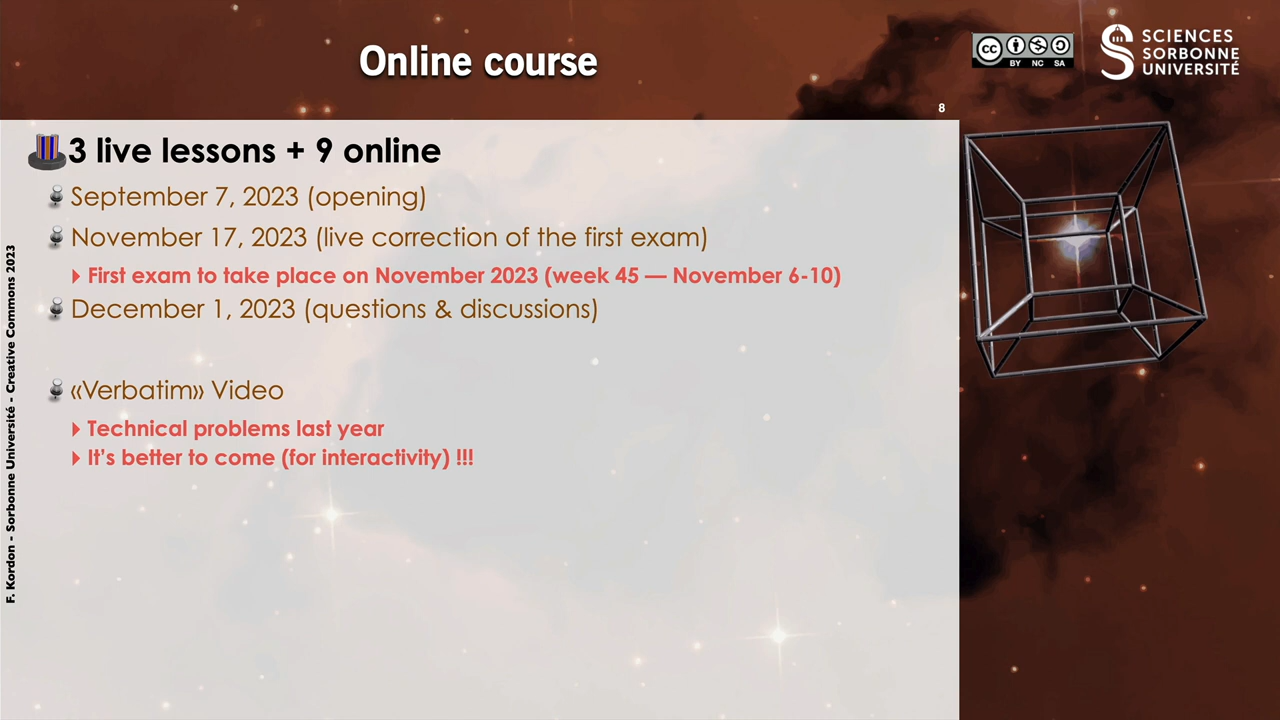 Online course
cc
BY NC SA
SCIENCES
SORBONNE
UNIVERSITÉ
8
3 live lessons + 9 online
September 7, 2023 (opening)
November 17, 2023 (live correction of the first exam)
First exam to take place on November 2023 (week 45 — November 6-10)
December 1, 2023 (questions & discussions)
«Verbatim» Video
Technical problems last year
It's better to come (for interactivity) !!!
F. Kordon - Sorbonne Université - Creative Commons 2023